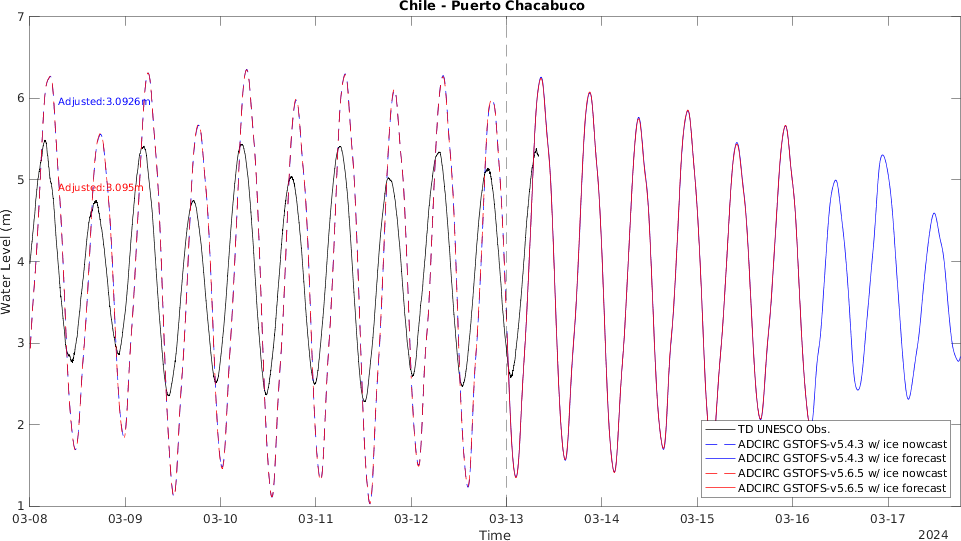 Chile - Puerto Chacabuco
7
6
5
4
3
2
1
Water Level (m)
Adjusted:3.0926m
Adjusted:3.095m
TD UNESCO Obs.
ADCIRC GSTOFS-v5.4.3 w/ ice nowcast
ADCIRC GSTOFS-v5.4.3 w/ ice forecast
ADCIRC GSTOFS-v5.6.5 w/ ice nowcast
ADCIRC GSTOFS-v5.6.5 w/ ice forecast
03-08 03-09 03-10 03-11 03-12 03-13 03-14 03-15 03-16 03-17
Time
2024